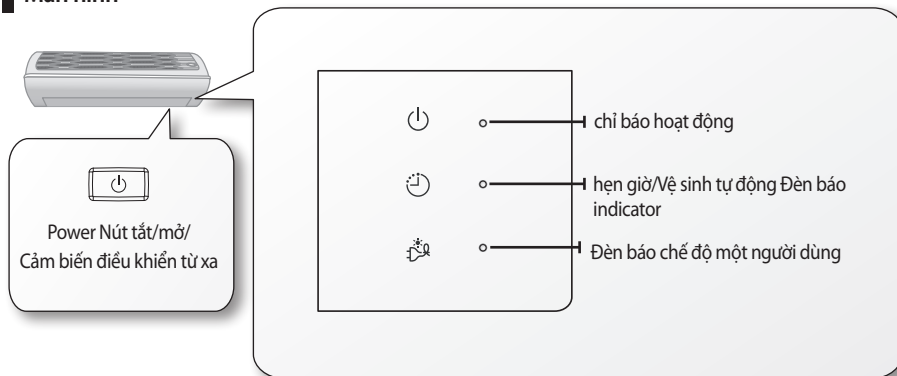 Màn hình
chỉ báo hoạt động
hẹn giờ/Vệ sinh tự động Đèn báo
indicator
Đèn báo chế độ một người dùng
Power Nút tắt/mở/
Cảm biến điều khiển từ xa